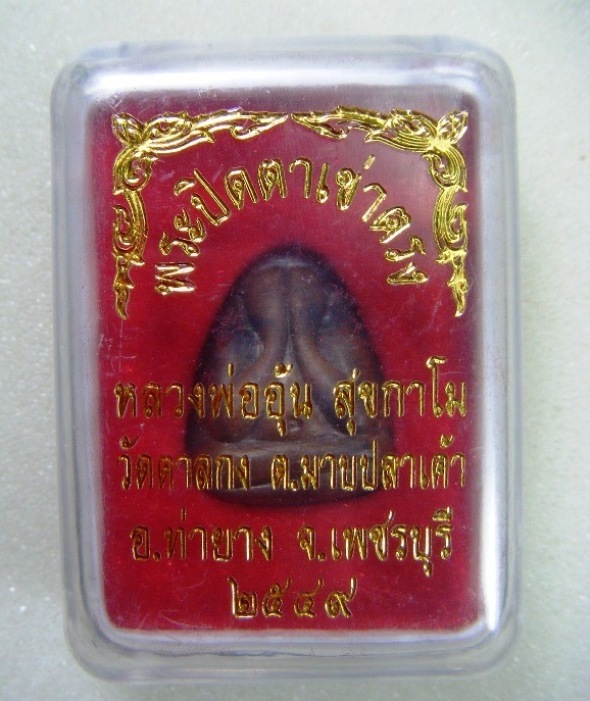 พระปิดตาเข่าตรง
หลวงพ่ออุ้น สุขกาโม
วัดตาลกง ต.มาบปลาเค้า
อ.ท่ายาง จ.เพชรบุรี
๒๕๔๙